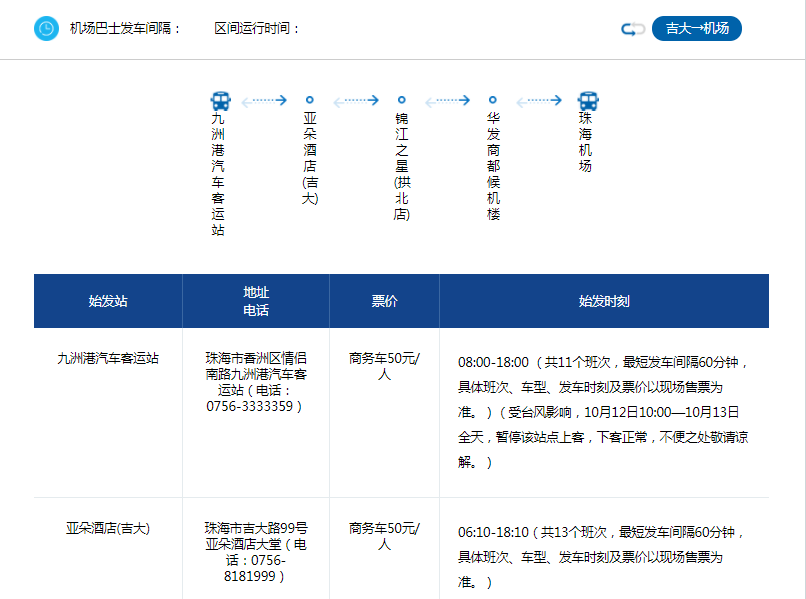 机场巴士发车间隔： 区间运行时间：
吉大→机场
九洲港汽车客运站
亚朵酒店(吉大)
锦江之星(拱北店)
华发商都候机楼
珠海机场
始发站
地址
电话
票价
始发时刻
九洲港汽车客运站
珠海市香洲区情侣
南路九洲港汽车客
运站（电话：
0756-3333359）
商务车50元/
人
08:00-18:00（共11个班次，最短发车间隔60分钟，
具体班次、车型、发车时刻及票价以现场售票为
准。）（受台风影响，10月12日10:00—10月13日
全天，暂停该站点上客，下客正常，不便之处敬请谅
解。）
亚朵酒店(吉大)
珠海市吉大路99号
亚朵酒店大堂（电
话：0756-
8181999）
商务车50元/
人
06:10-18:10（共13个班次，最短发车间隔60分钟，
具体班次、车型、发车时刻及票价以现场售票为
准。）